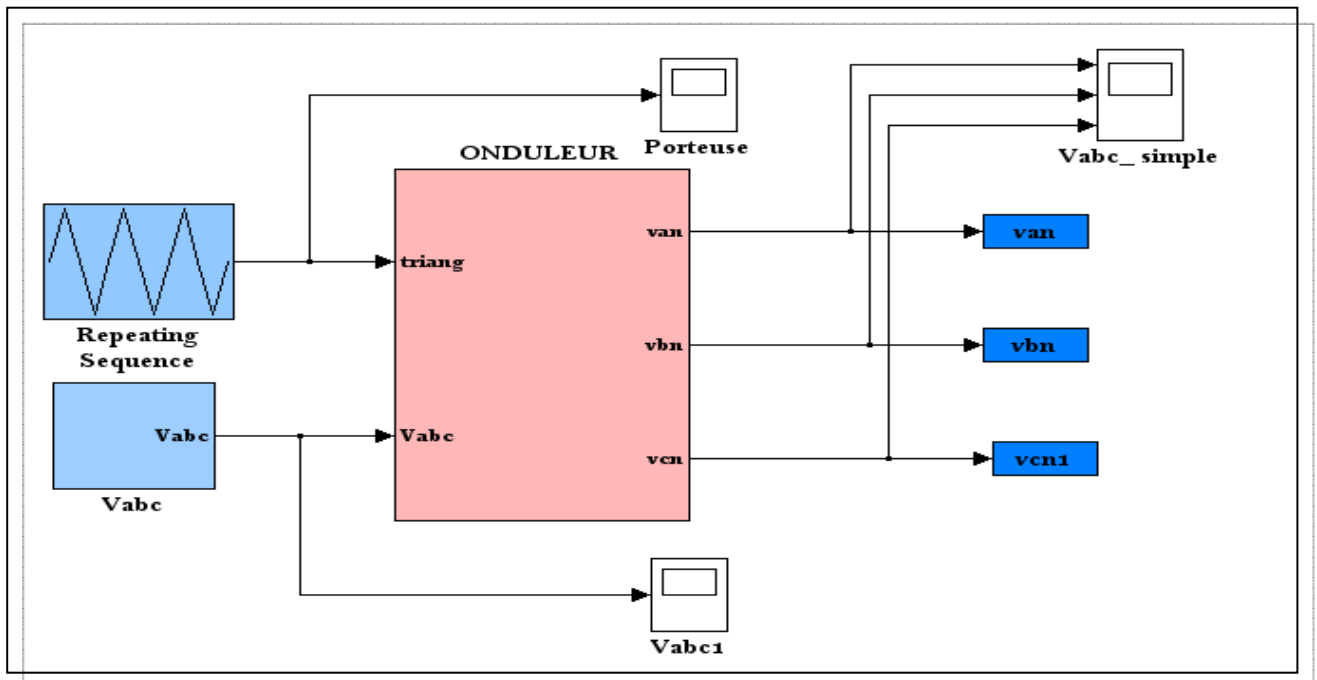 Porteuse
Vabc_ simple
ONDULEUR
van
van
triang
Repeating
Sequence
vbn
vbn
Vabc
Vabc
vcn
vcn1
Vabc
Vabc1